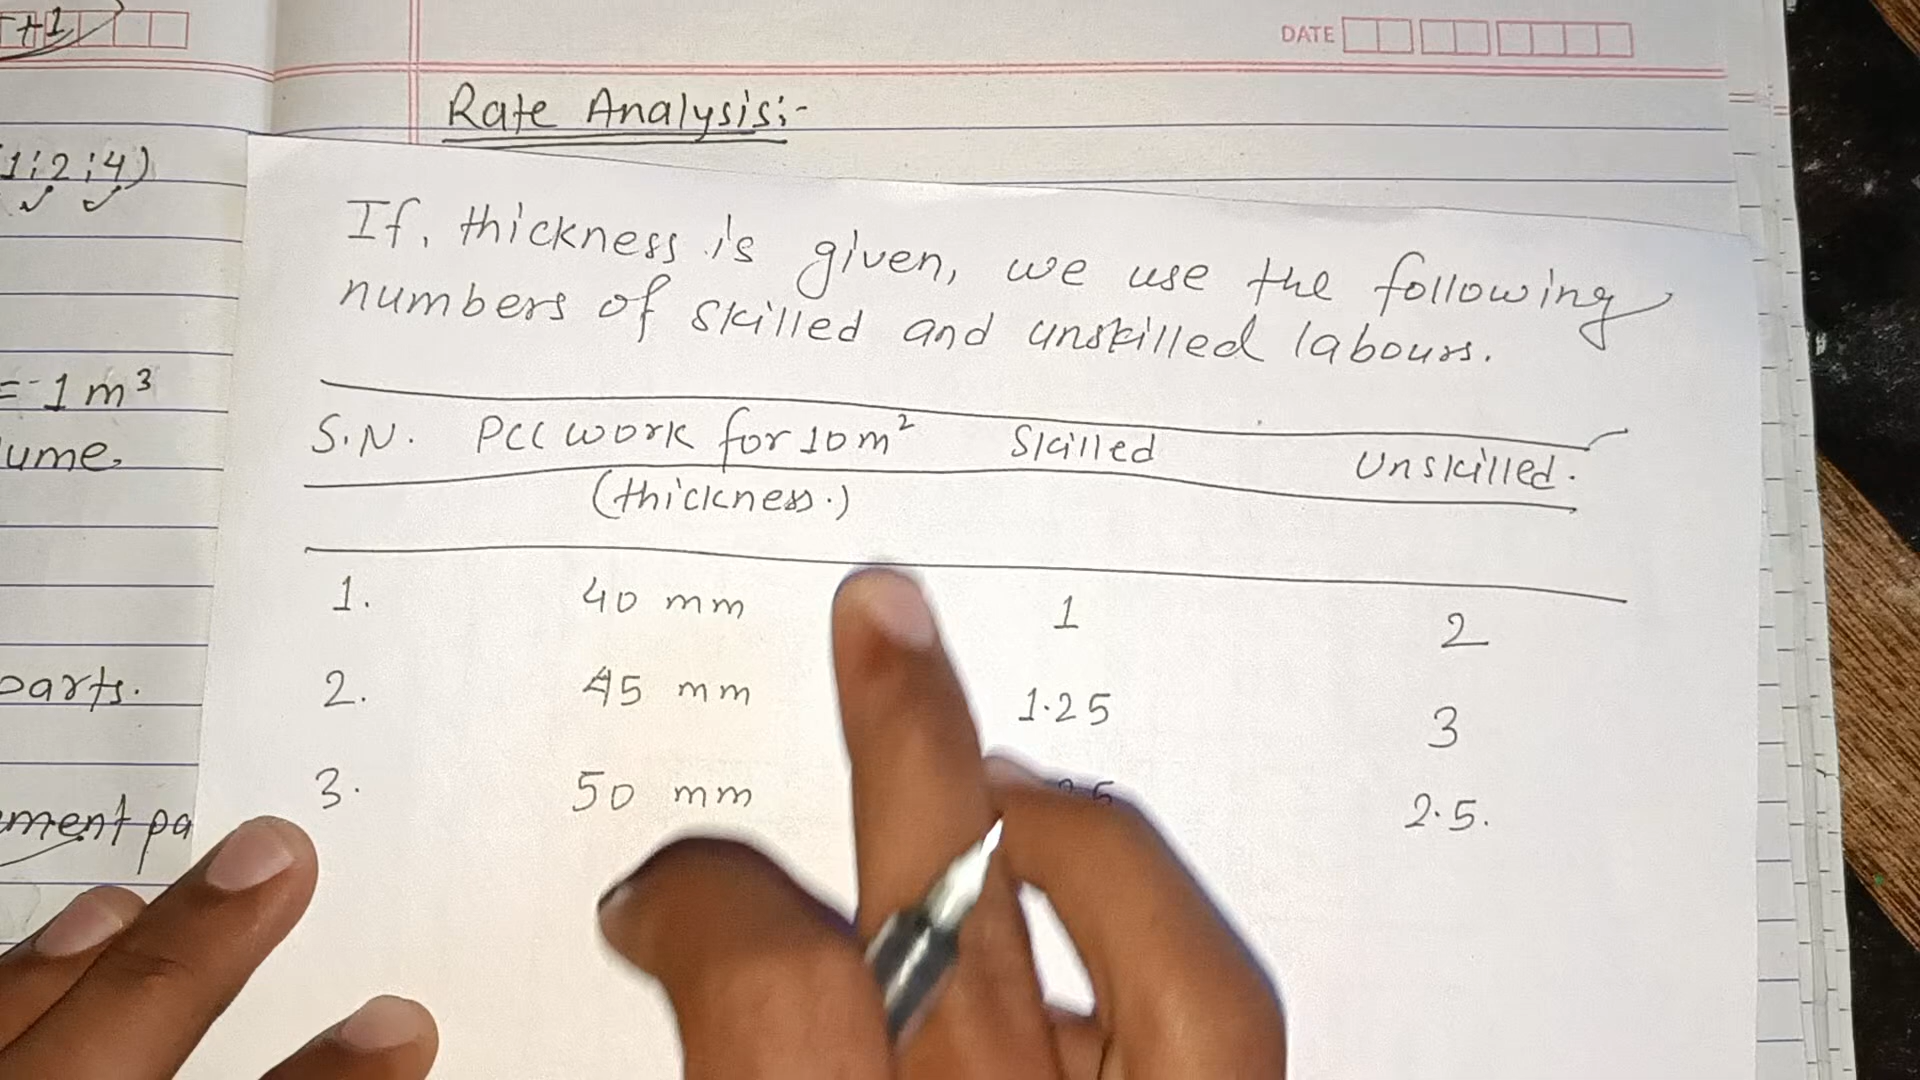 +1
DATE
Rate Analysis:-
1:2:4)
If, thickness is given, we use the following
numbers of skilled and unskilled labours.
= 1 m³
ume
S.N. PCC work for 10 m² Skilled Unskilled.
(thickness.)
1. 40 mm 1 2
2. 45 mm 1.25 3
parts.
3. 50 mm 2.5.
ment pa